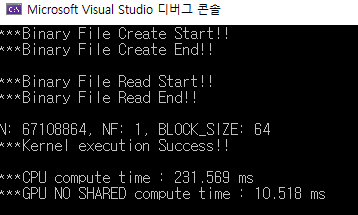 Microsoft Visual Studio 디버그 콘솔
***Binary File Create Start!!
***Binary File Create End!!
***Binary File Read Start!!
***Binary File Read End!!
N: 67108864, NF: 1, BLOCK_SIZE: 64
***Kernel execution Success!!
***CPU compute time : 231.569 ms
***GPU NO SHARED compute time : 10.518 ms